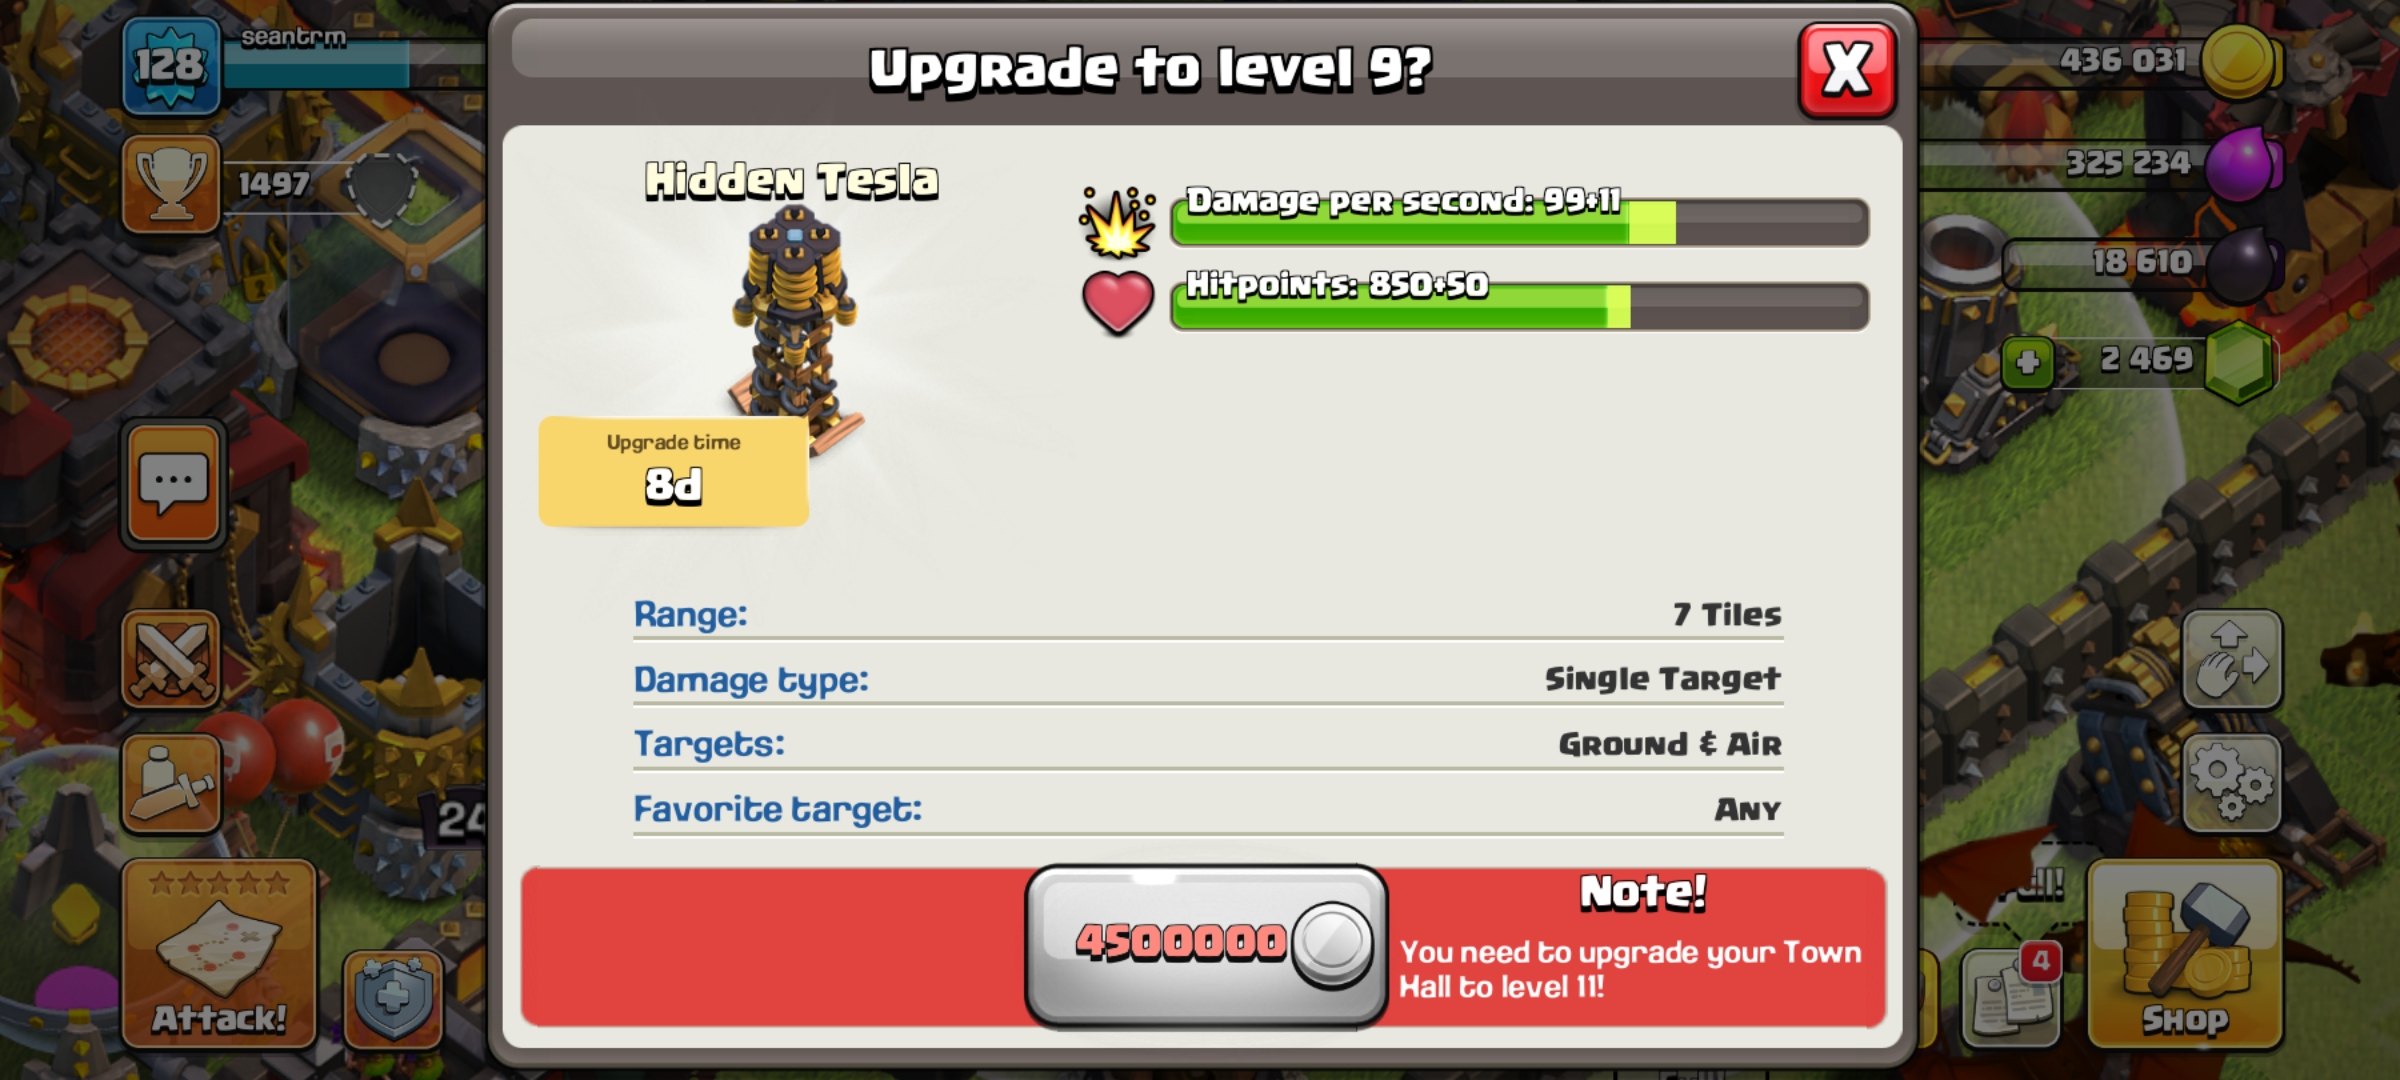 128
seantrm
1497
24
Attack!
Upgrade to level 9?
X
Hidden Tesla
Upgrade time
8d
Damage per second: 99+11
Hitpoints: 850+50
Range: 7 Tiles
Damage type: Single Target
Targets: Ground & Air
Favorite target: Any
4500000
Note!
You need to upgrade your Town
Hall to level 11!
436 031
325 234
18 610
2 469
4
Shop